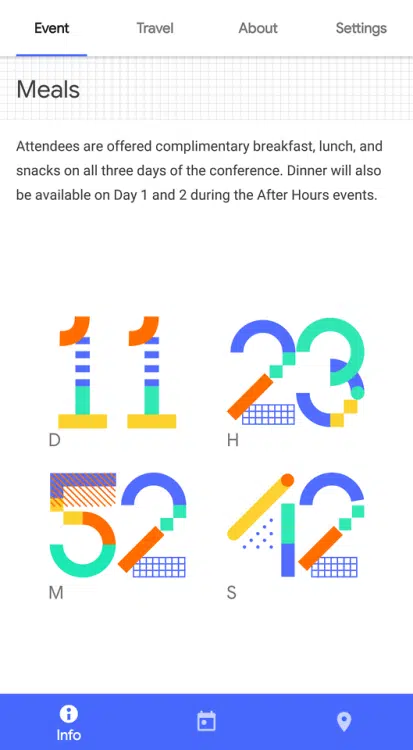 Event Travel About Settings
Meals
Attendees are offered complimentary breakfast, lunch, and
snacks on all three days of the conference. Dinner will also
be available on Day 1 and 2 during the After Hours events.
11 23
D H
52 42
M S
Info